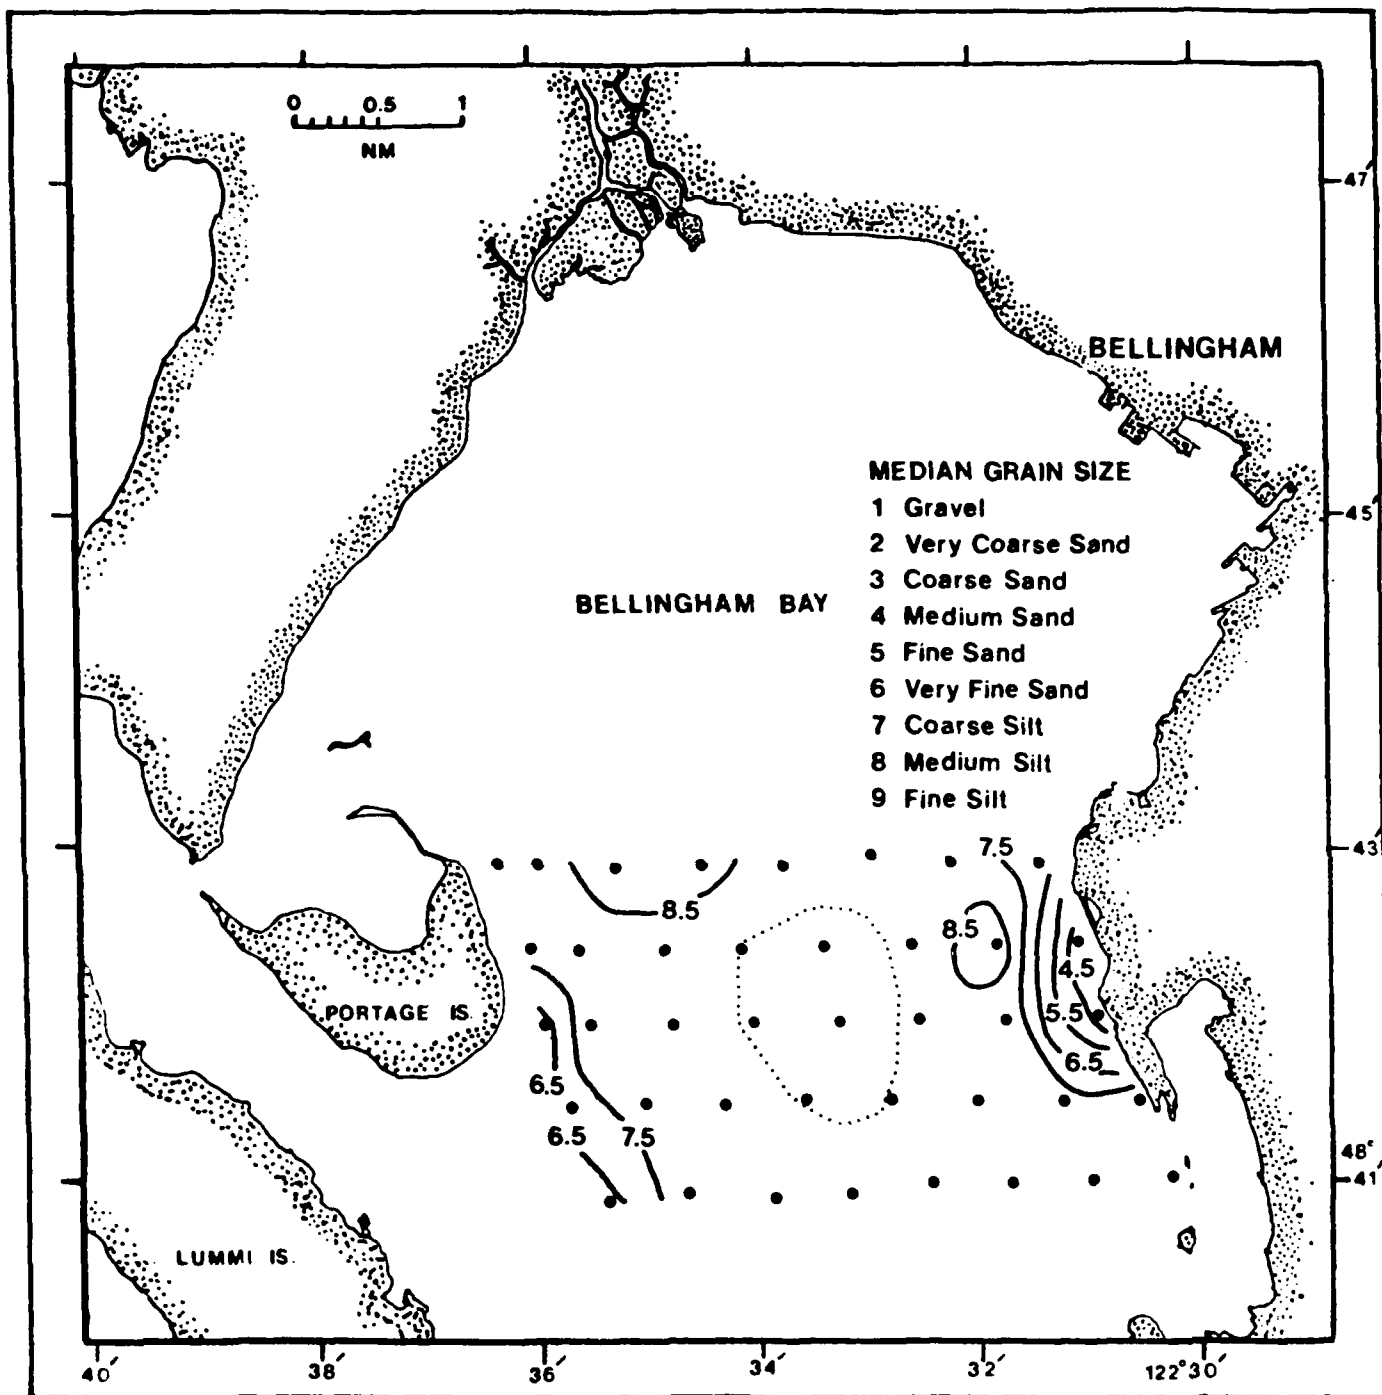 0 0.5 1
NM
47'
BELLINGHAM
MEDIAN GRAIN SIZE
1 Gravel
2 Very Coarse Sand
3 Coarse Sand
4 Medium Sand
5 Fine Sand
6 Very Fine Sand
7 Coarse Silt
8 Medium Silt
9 Fine Silt
45'
BELLINGHAM BAY
7.5
43
8.5
8.5
4.5
PORTAGE IS.
5.5
6.5
6.5
6.5
7.5
48°
41'
LUMMI IS.
40' 38' 36' 34' 32' 122°30'